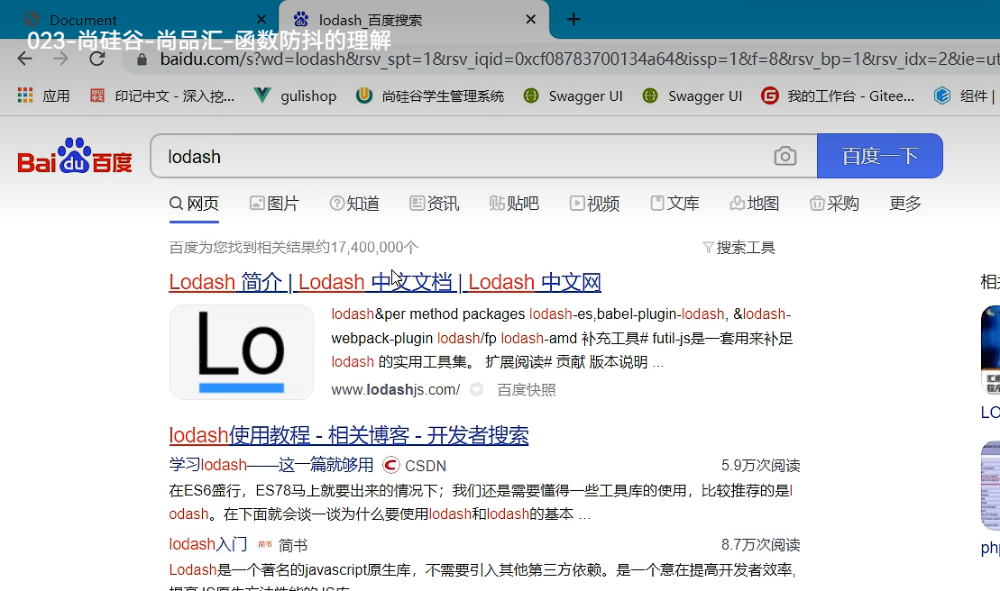 Document
lodash_百度搜索
023-尚硅谷-尚品汇-函数防抖的理解
baidu.com/s?wd=lodash&rsv_spt=1&rsv_iqid=0xcf08783700134a64&issp=1&f=8&rsv_bp=1&rsv_idx=2&ie=ut
应用 印记中文 - 深入挖... gulishop 尚硅谷学生管理系统 Swagger UI Swagger UI 我的工作台 - Gitee... 组件 |
Bai du 百度 lodash 百度一下
网页 图片 知道 资讯 贴吧 视频 文库 地图 采购 更多
百度为您找到相关结果约17,400,000个 搜索工具
Lodash 简介 | Lodash 中文文档 | Lodash 中文网
Lo
lodash&per method packages lodash-es,babel-plugin-lodash, &lodash-
webpack-plugin lodash/fp lodash-amd 补充工具# futil-js是一套用来补足
lodash 的实用工具集。 扩展阅读# 贡献 版本说明 ...
www.lodashjs.com/ 百度快照
lodash使用教程 - 相关博客 - 开发者搜索
学习lodash——这一篇就够用 CSDN 5.9万次阅读
在ES6盛行，ES78马上就要出来的情况下；我们还是需要懂得一些工具库的使用，比较推荐的是l
odash。在下面就会谈一谈为什么要使用lodash和lodash的基本 ...
lodash入门 简书 简书 8.7万次阅读
Lodash是一个著名的javascript原生库，不需要引入其他第三方依赖。是一个意在提高开发者效率,
LO
php